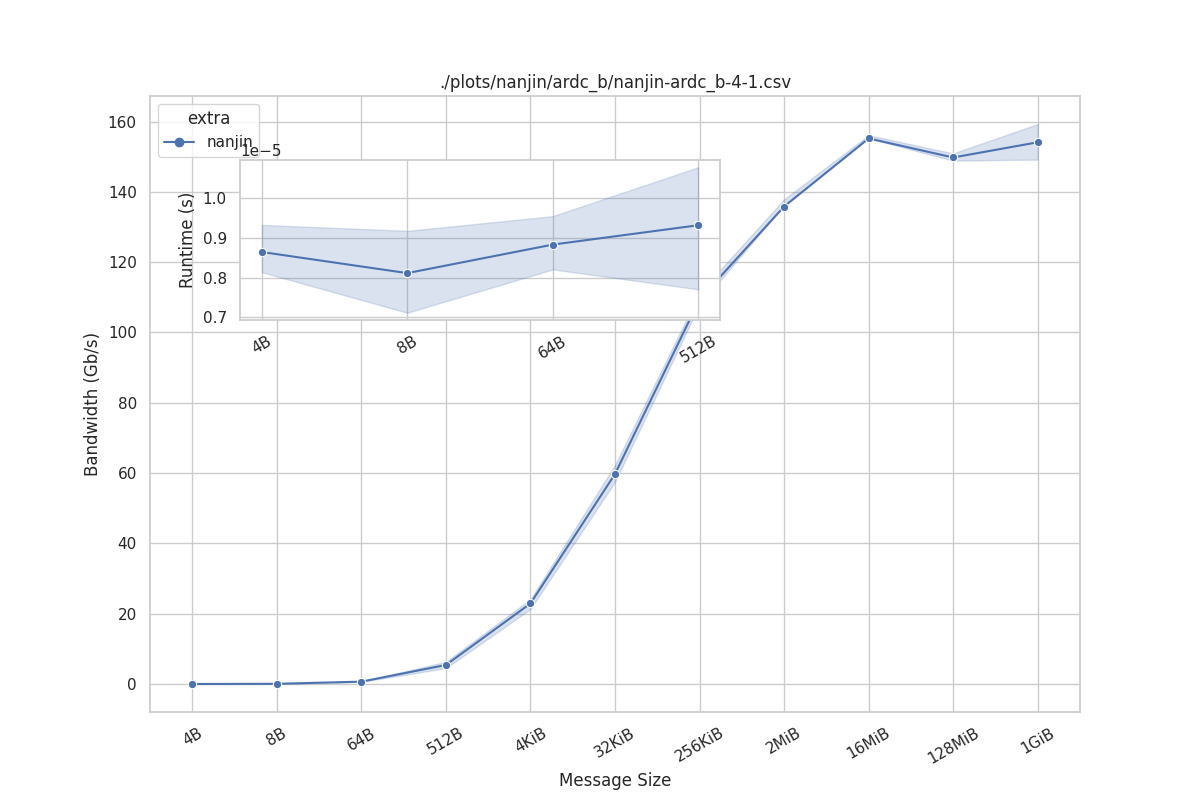 ./plots/nanjin/ardc_b/nanjin-ardc_b-4-1.csv
extra
nanjin
1e−5
Runtime (s)
1.0
0.9
0.8
0.7
4B 8B 64B 512B
Bandwidth (Gb/s)
160
140
120
100
80
60
40
20
0
4B 8B 64B 512B 4KiB 32KiB 256KiB 2MiB 16MiB 128MiB 1GiB
Message Size